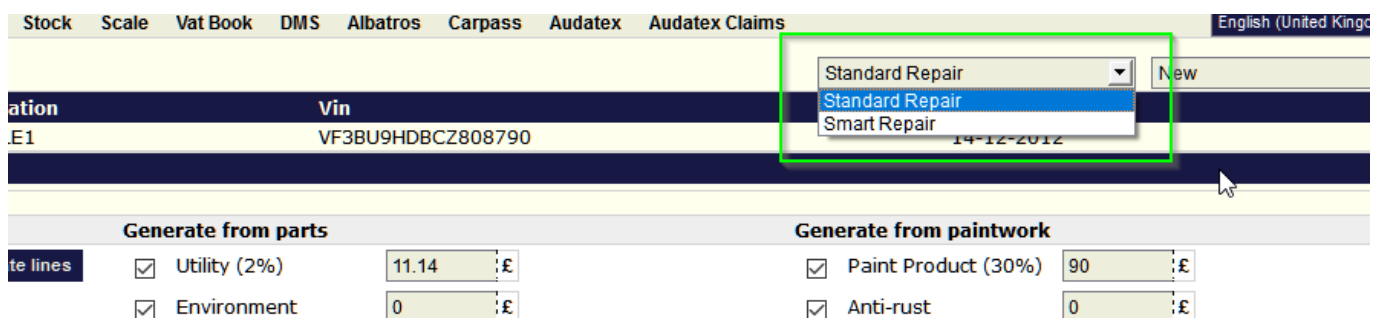 Stock Scale Vat Book DMS Albatros Carpass Audatex Audatex Claims English (United Kingd
Standard Repair New
Standard Repair
Smart Repair
ation Vin
LE1 VF3BU9HDBCZ808790 14-12-2012
Generate from parts Generate from paintwork
te lines Utility (2%) 11.14 £ Paint Product (30%) 90 £
Environment 0 £ Anti-rust 0 £